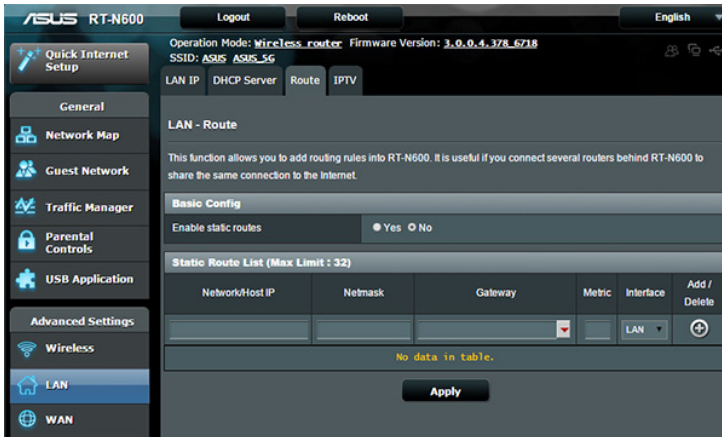 ASUS RT-N600
Logout
Reboot
English
Quick Internet Setup
Operation Mode: Wireless router Firmware Version: 3.0.0.4.378_6718
SSID: ASUS ASUS_5G
LAN IP
DHCP Server
Route
IPTV
General
Network Map
Guest Network
Traffic Manager
Parental Controls
USB Application
Advanced Settings
Wireless
LAN
WAN
LAN - Route
This function allows you to add routing rules into RT-N600. It is useful if you connect several routers behind RT-N600 to
share the same connection to the Internet.
Basic Config
Enable static routes
Yes
No
Static Route List (Max Limit : 32)
Network/Host IP
Netmask
Gateway
Metric
Interface
Add / Delete
LAN
No data in table.
Apply